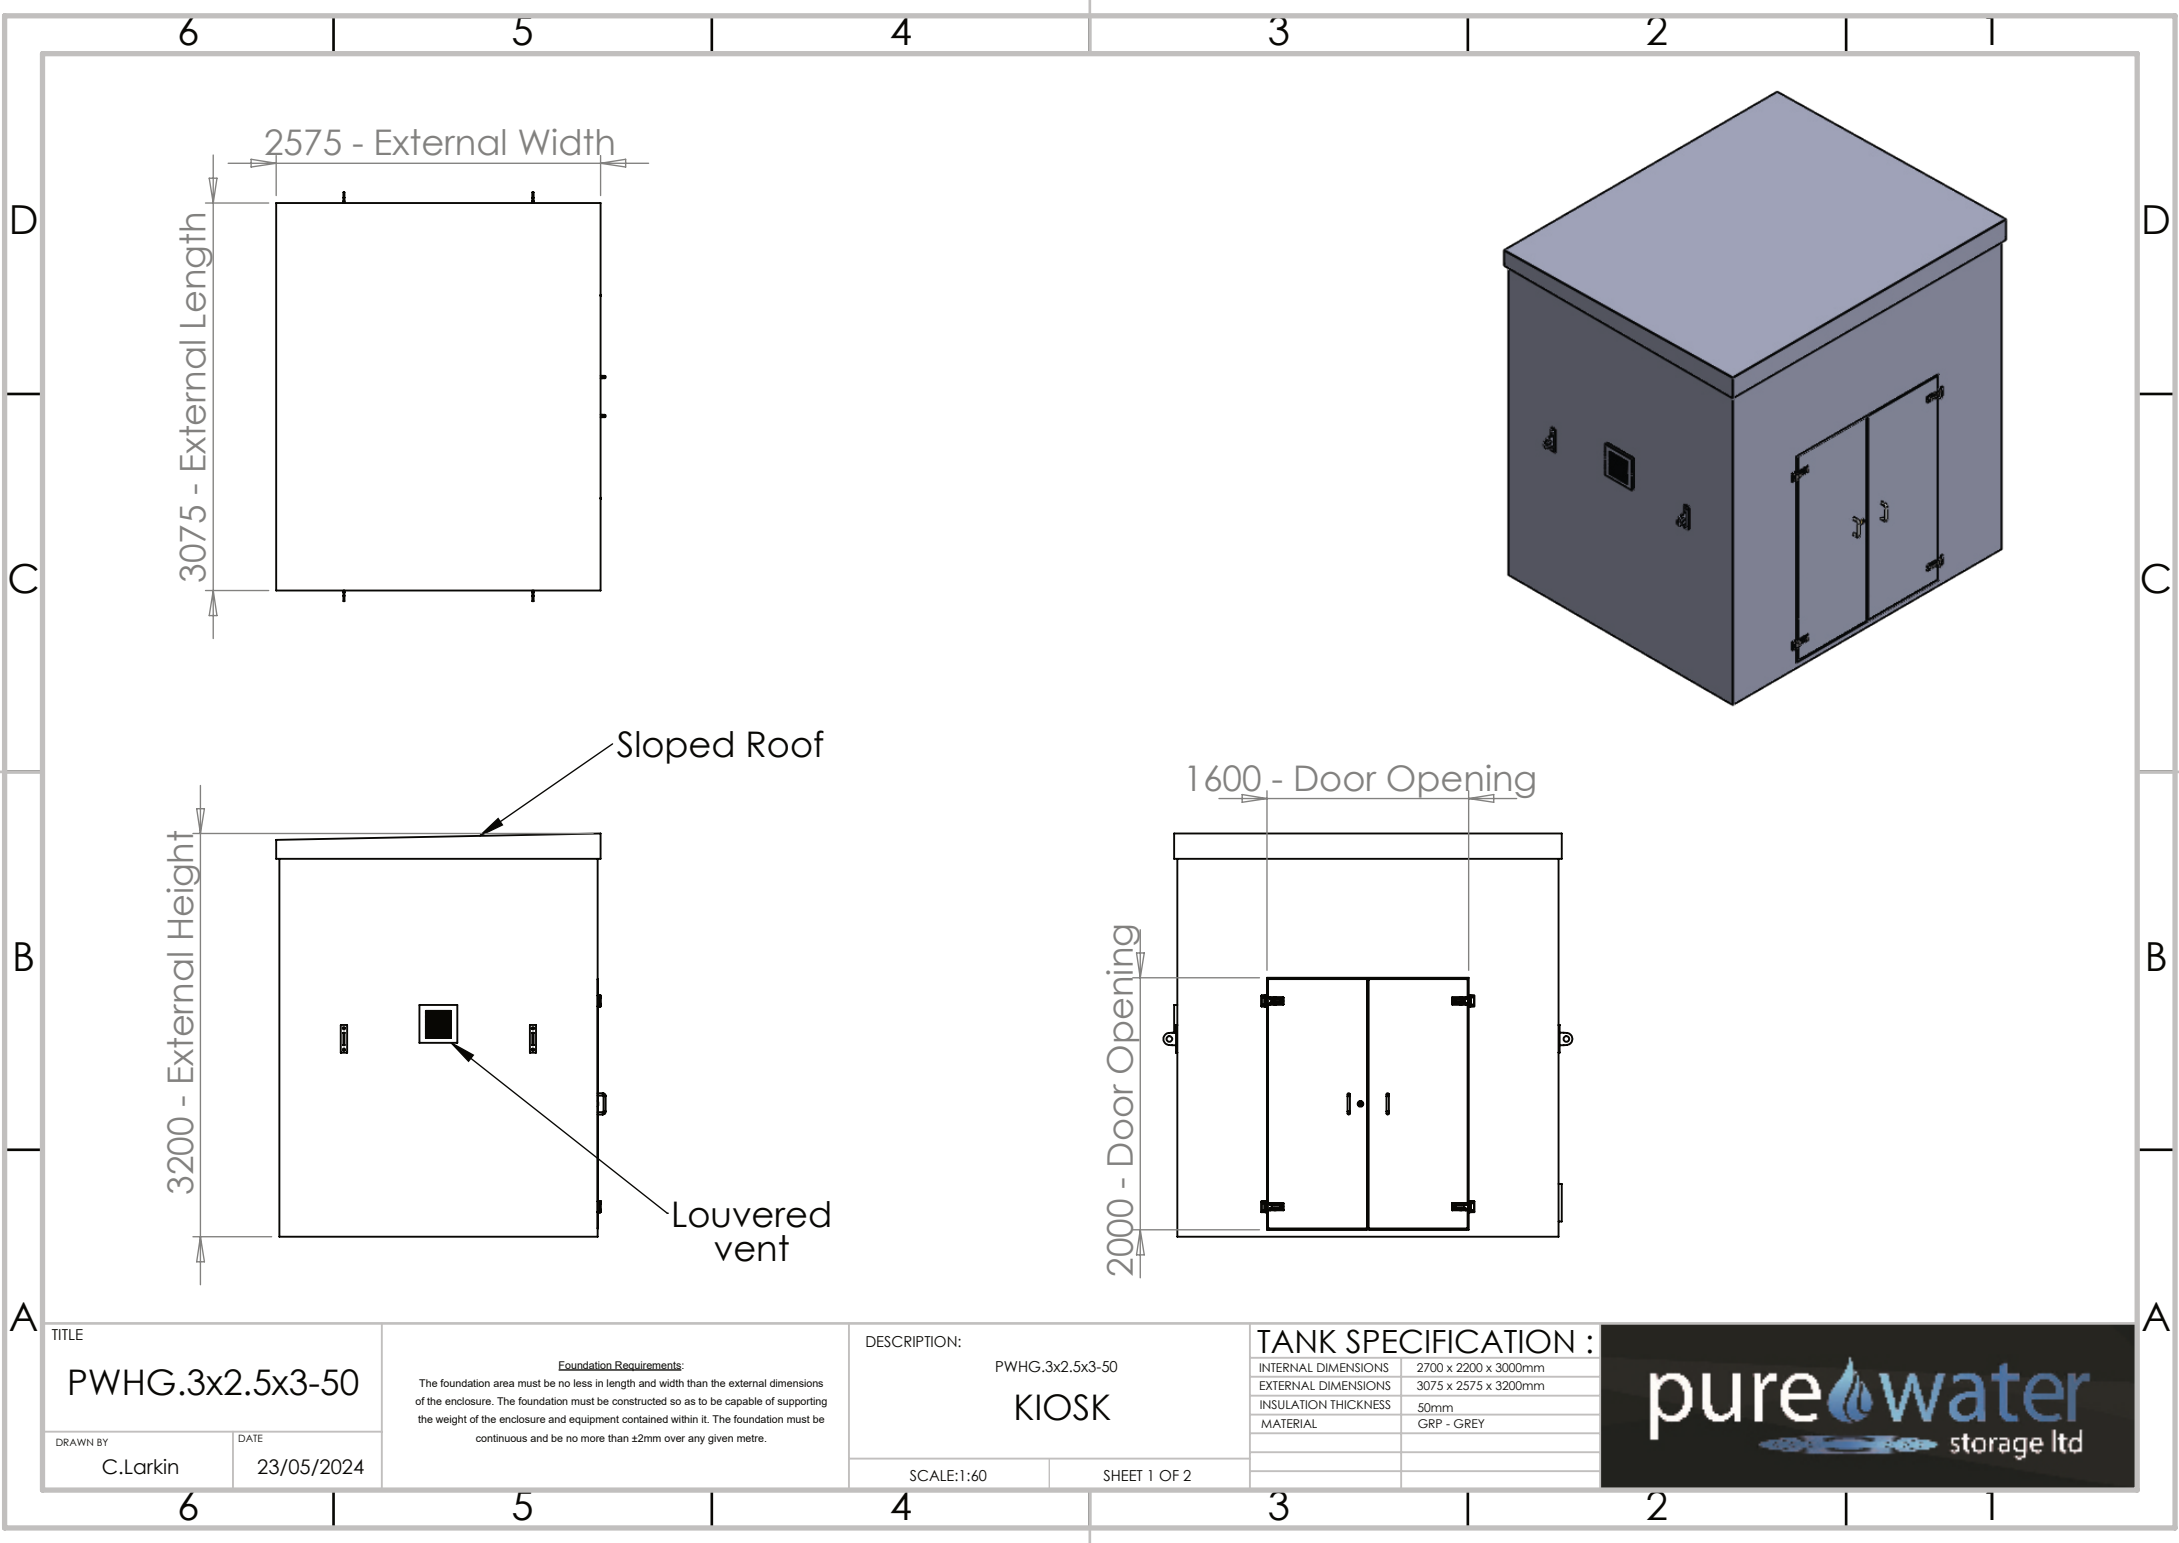 6 5 4 3 2
D
D
2575 - External Width
3075 - External Length
C
C
Sloped Roof
3200 - External Height
Louvered
vent
1600 - Door Opening
2000 - Door Opening
B
B
A
A
TITLE
PWHG.3x2.5x3-50
DRAWN BY
C.Larkin
DATE
23/05/2024
Foundation Requirements:
The foundation area must be no less in length and width than the external dimensions
of the enclosure. The foundation must be constructed so as to be capable of supporting
the weight of the enclosure and equipment contained within it. The foundation must be
continuous and be no more than ±2mm over any given metre.
DESCRIPTION:
PWHG.3x2.5x3-50
KIOSK
SCALE:1:60
SHEET 1 OF 2
TANK SPECIFICATION :
INTERNAL DIMENSIONS 2700 x 2200 x 3000mm
EXTERNAL DIMENSIONS 3075 x 2575 x 3200mm
INSULATION THICKNESS 50mm
MATERIAL GRP - GREY
pure water
storage ltd
6 5 4 3 2